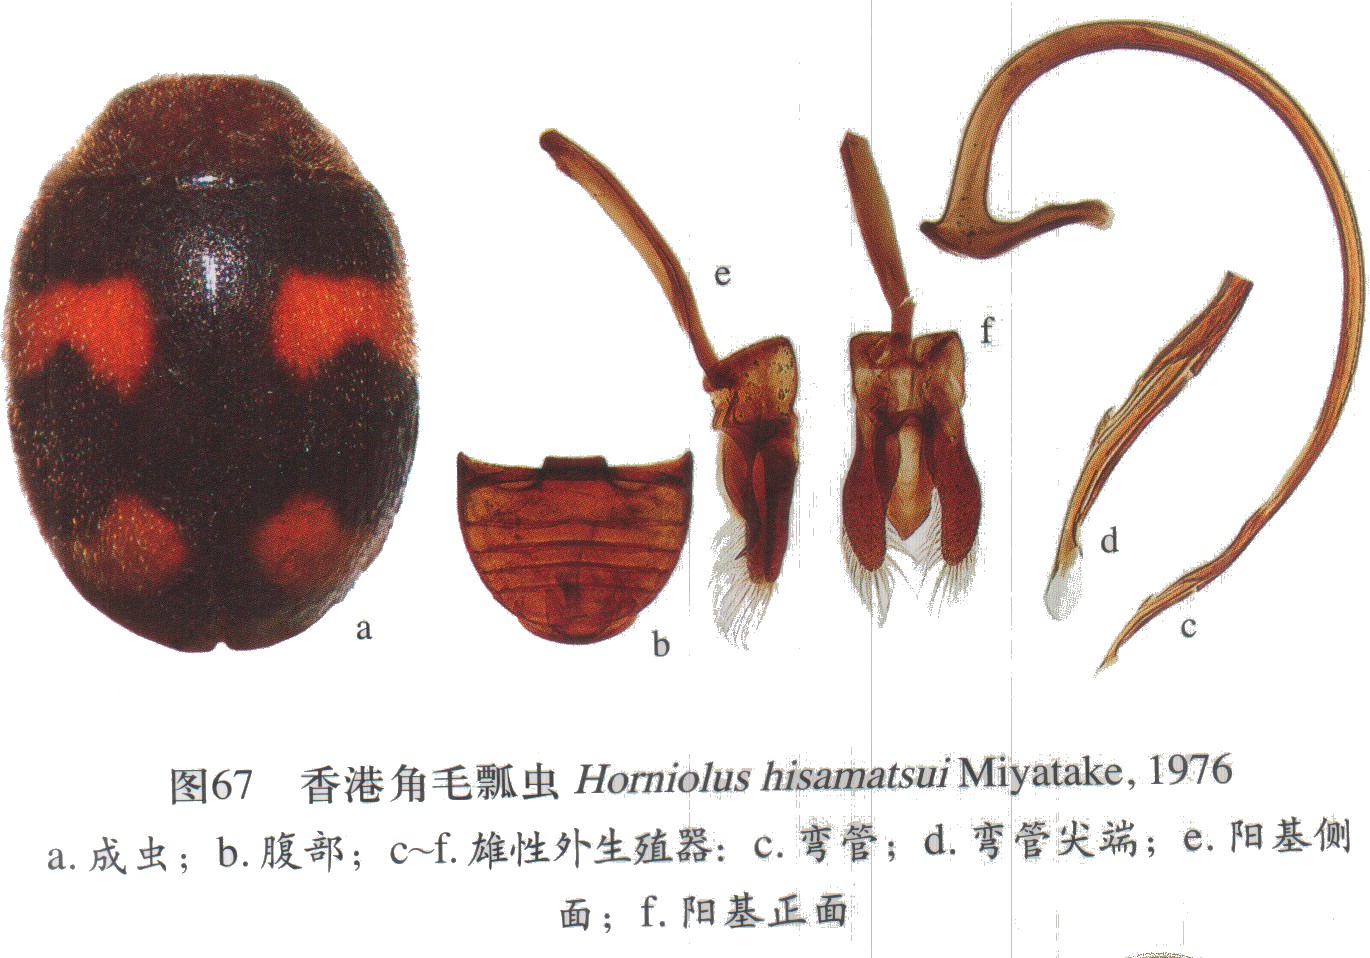 e
f
d
a
b
c
图67 香港角毛瓢虫 Horniolus hisamatsui Miyatake, 1976
a. 成虫；b. 腹部；c~f. 雄性外生殖器：c. 弯管；d. 弯管尖端；e. 阳基侧
面；f. 阳基正面